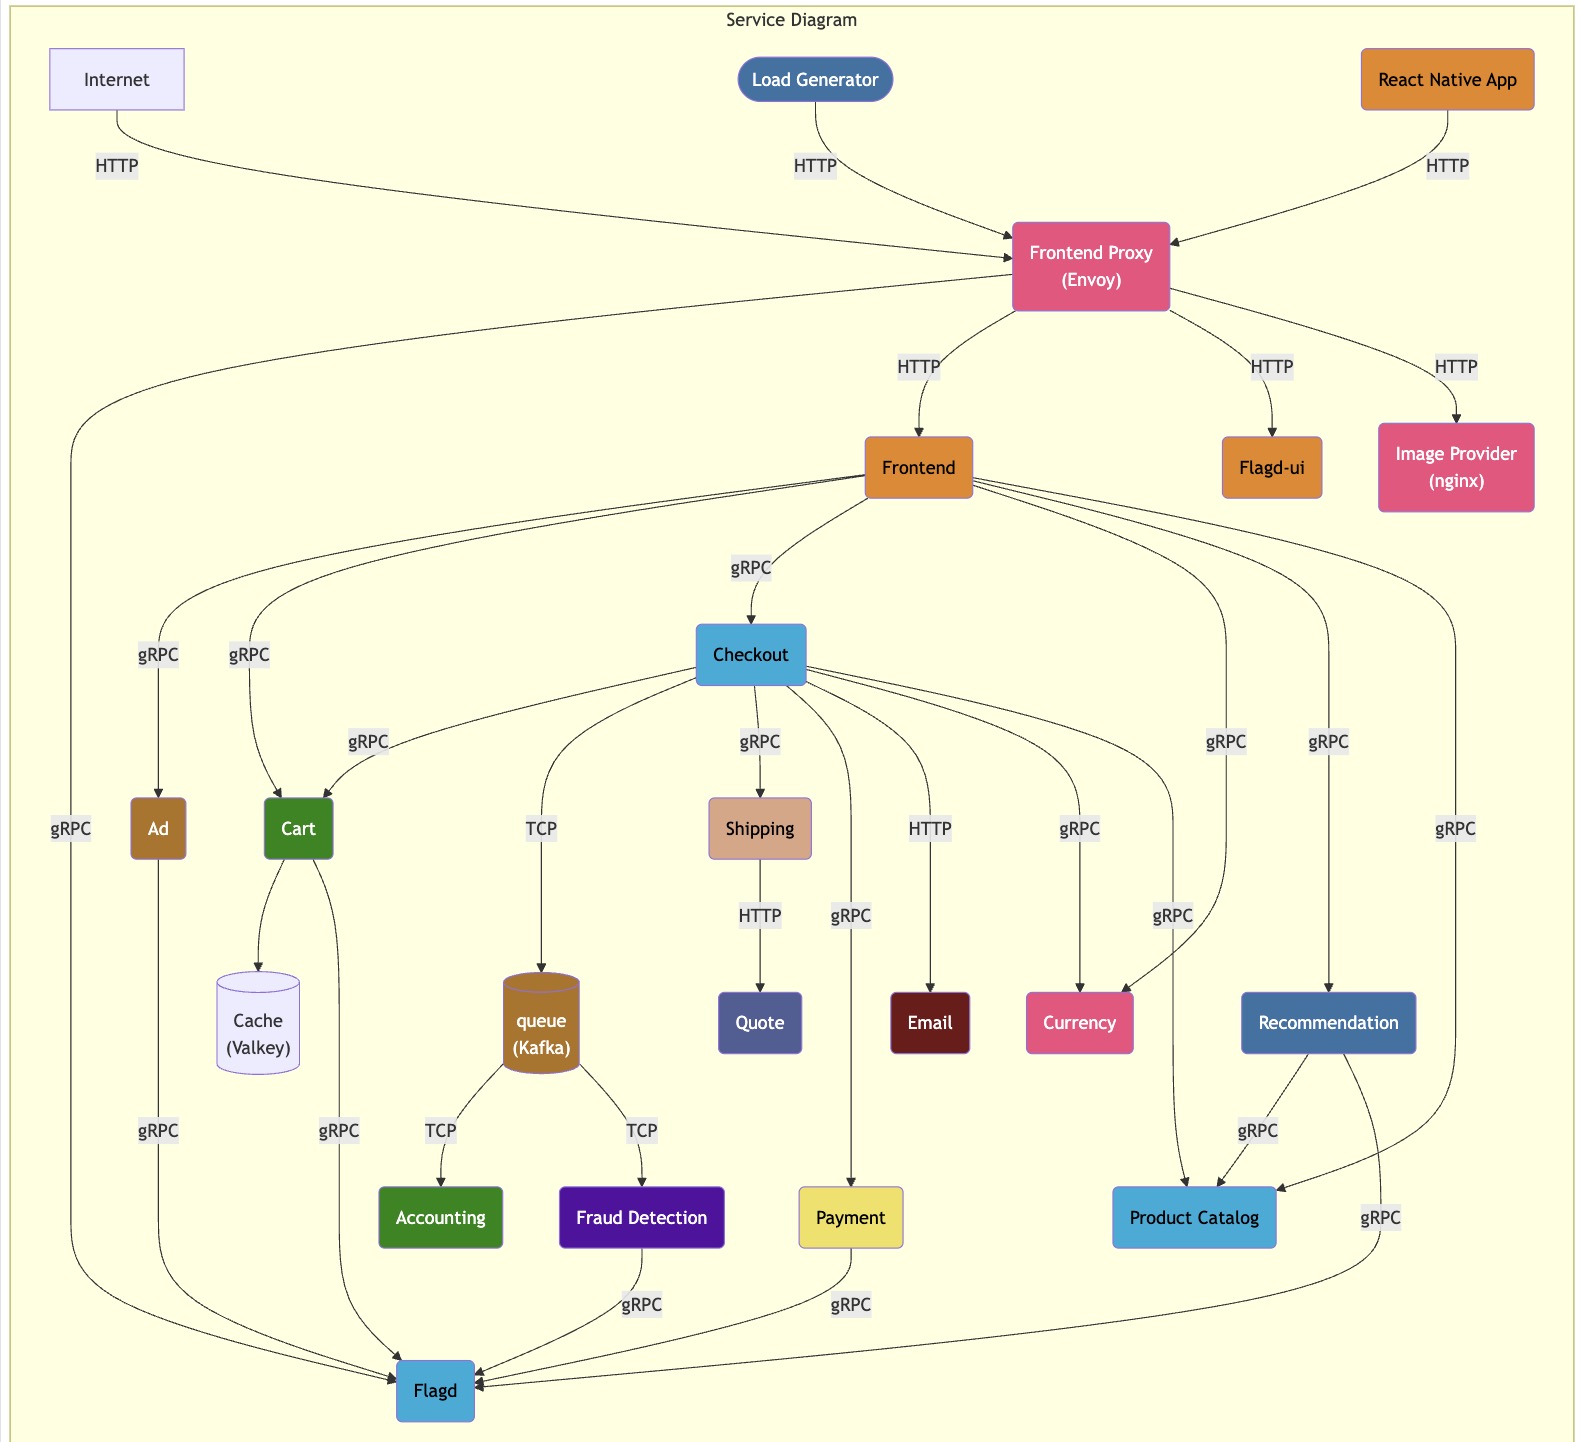 Service Diagram
Internet
Load Generator
React Native App
HTTP
HTTP
HTTP
Frontend Proxy
(Envoy)
HTTP
HTTP
HTTP
Frontend
Flagd-ui
Image Provider
(nginx)
gRPC
gRPC
gRPC
Checkout
gRPC
gRPC
gRPC
gRPC
gRPC
Ad
Cart
TCP
Shipping
HTTP
gRPC
gRPC
HTTP
gRPC
gRPC
Cache
(Valkey)
queue
(Kafka)
Quote
Email
Currency
Recommendation
gRPC
gRPC
TCP
TCP
gRPC
Accounting
Fraud Detection
Payment
Product Catalog
gRPC
gRPC
gRPC
gRPC
Flagd